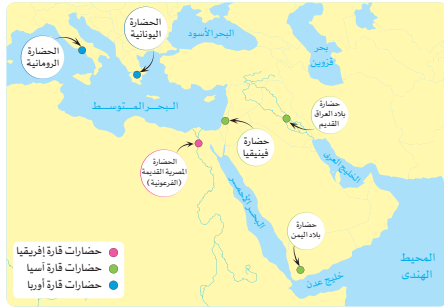 الحضارة
اليونانية
البحر الأسود
الحضارة
الرومانية
بحر
قزوين
البحر المتوسط
حضارة
بلاد العراق
القديم
حضارة
فينيقيا
الحضارة
المصرية القديمة
(الفرعونية)
الخليج العربى
البحر الأحمر
حضارة
بلاد اليمن
خليج عدن
المحيط
الهندى
حضارات قارة إفريقيا
حضارات قارة آسيا
حضارات قارة أوربا